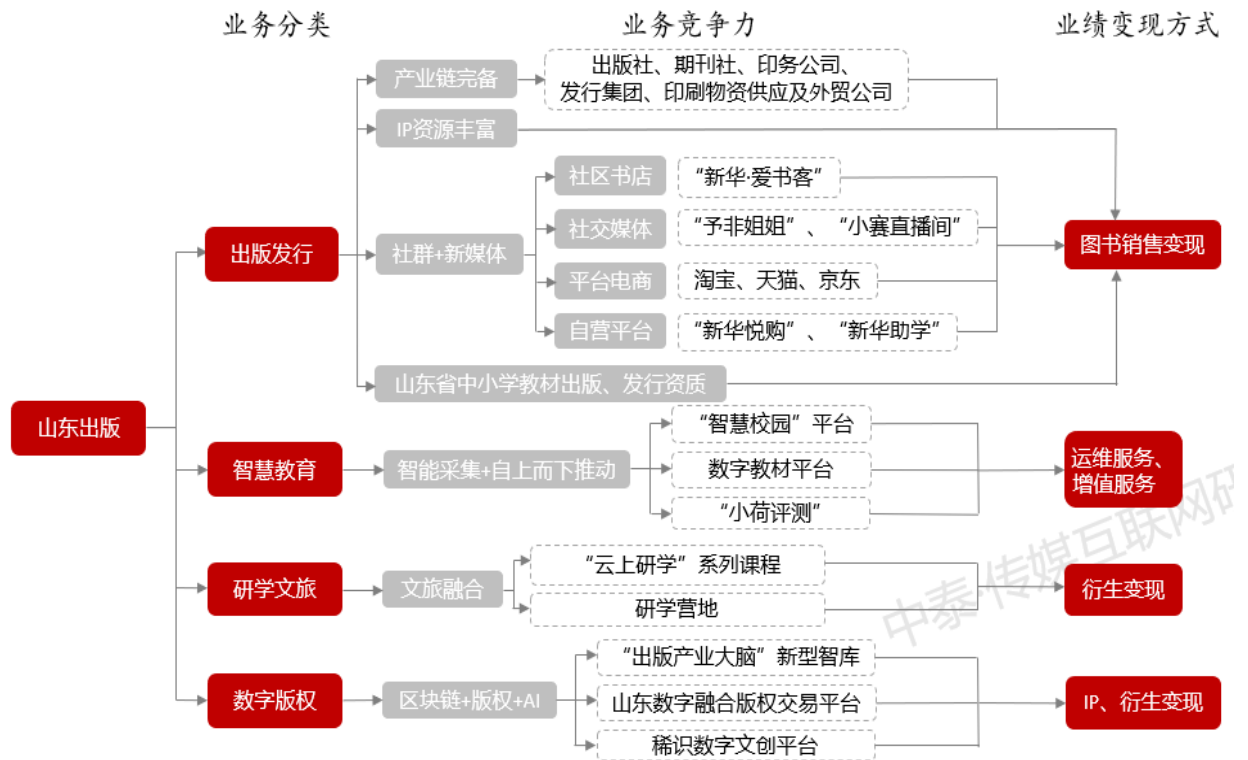 业务分类
业务竞争力
业绩变现方式
产业链完备
出版社、期刊社、印务公司、
发行集团、印刷物资供应及外贸公司
IP资源丰富
社区书店
“新华·爱书客”
社交媒体
“予非姐姐”、“小赛直播间”
出版发行
社群+新媒体
图书销售变现
平台电商
淘宝、天猫、京东
自营平台
“新华悦购”、“新华助学”
山东省中小学教材出版、发行资质
山东出版
“智慧校园”平台
智慧教育
智能采集+自上而下推动
数字教材平台
运维服务、
增值服务
“小荷评测”
“云上研学”系列课程
研学文旅
文旅融合
衍生变现
研学营地
“出版产业大脑”新型智库
数字版权
区块链+版权+AI
山东数字融合版权交易平台
IP、衍生变现
稀识数字文创平台
中泰·传媒互联网研